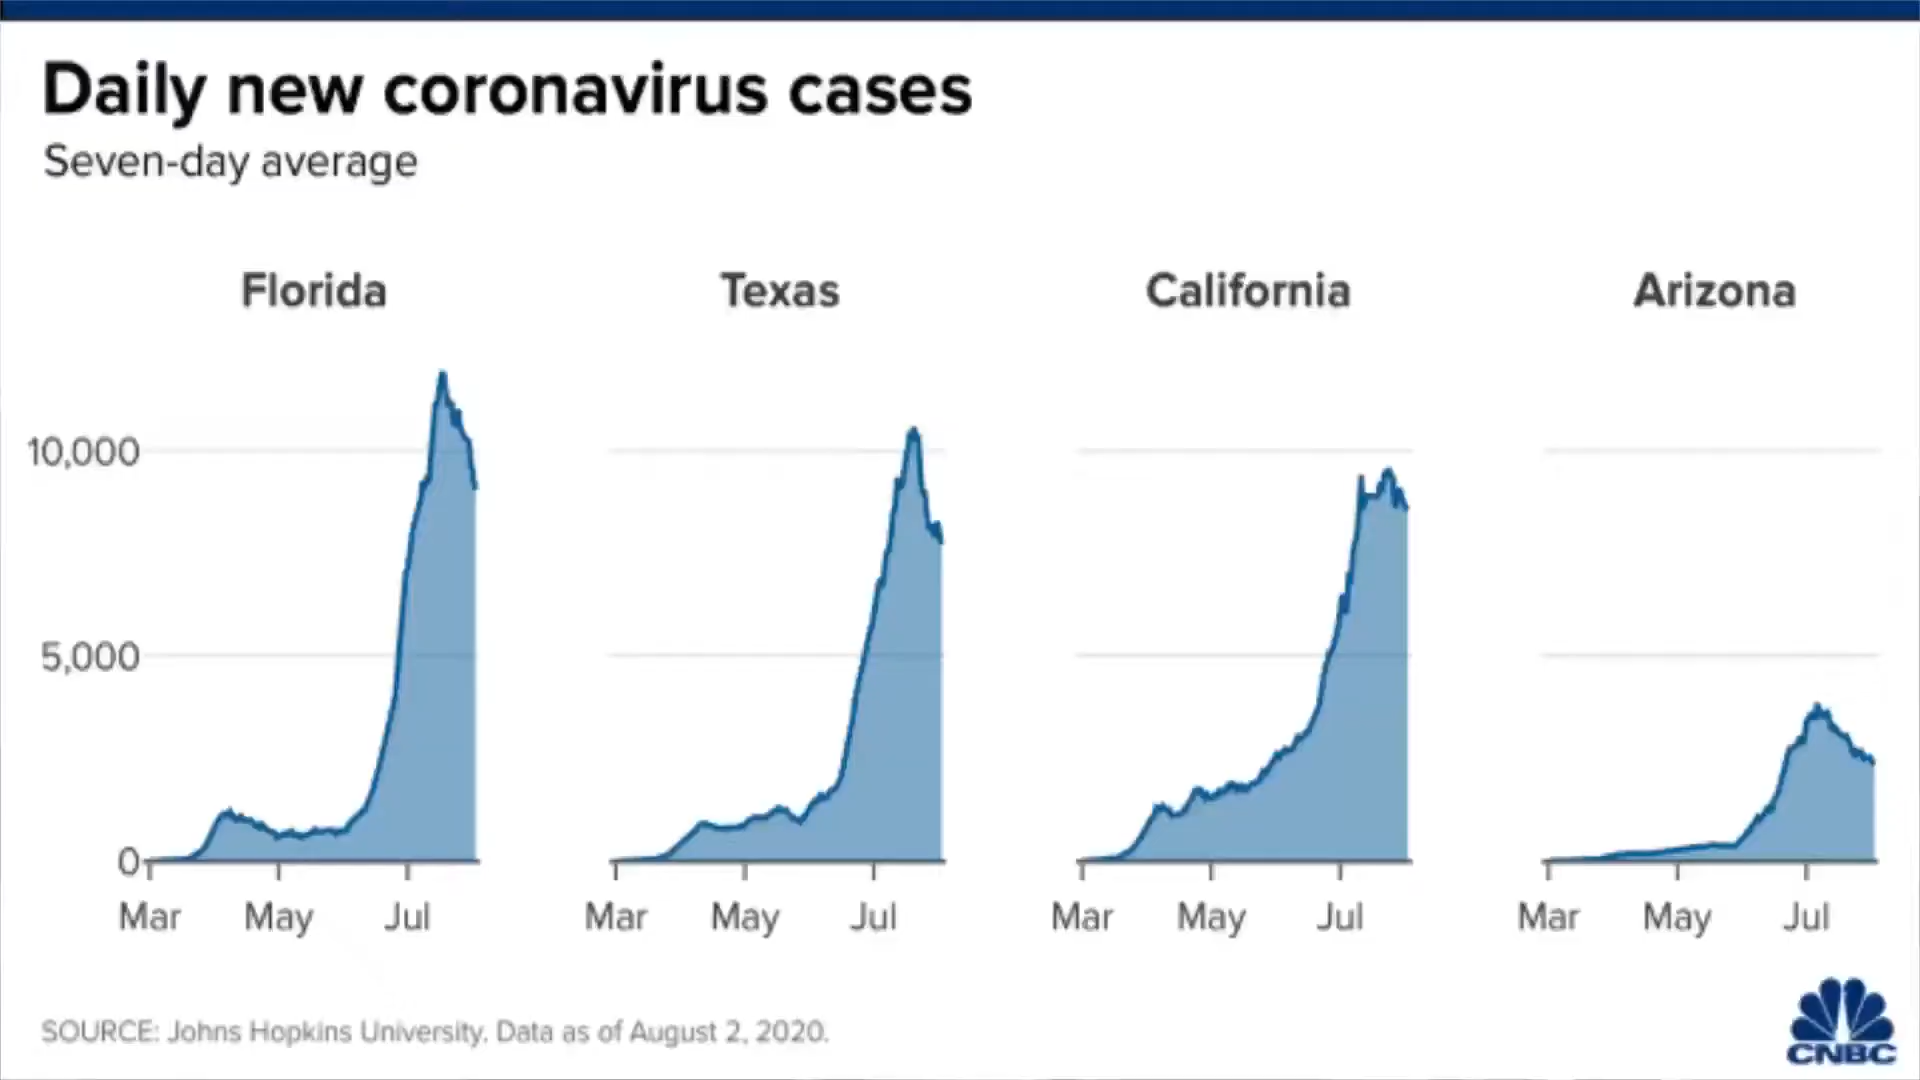 Daily new coronavirus cases
Seven-day average
Florida
Texas
California
Arizona
10,000
5,000
0
Mar May Jul
Mar May Jul
Mar May Jul
Mar May Jul
SOURCE: Johns Hopkins University. Data as of August 2, 2020.
CNBC